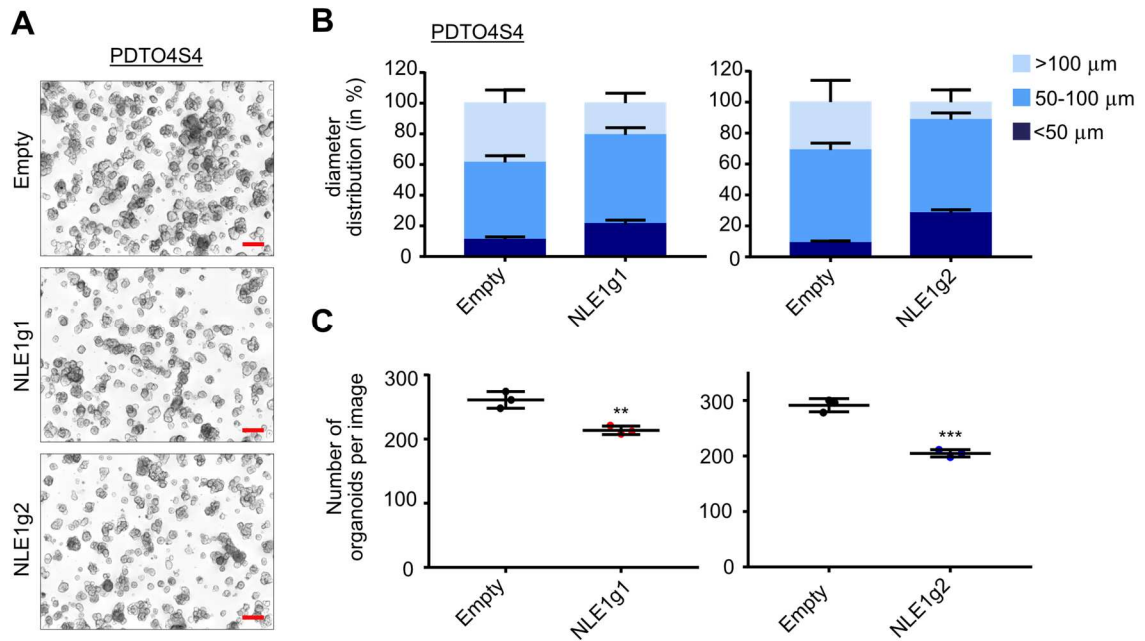 A
PDTO4S4
Empty
NLE1g1
NLE1g2
B
PDTO4S4
diameter
distribution (in %)
120
100
80
60
40
20
0
Empty
NLE1g1
120
100
80
60
40
20
0
Empty
NLE1g2
>100 μm
50-100 μm
<50 μm
C
Number of
organoids per image
300
200
100
0
**
Empty
NLE1g1
300
200
100
0
***
Empty
NLE1g2